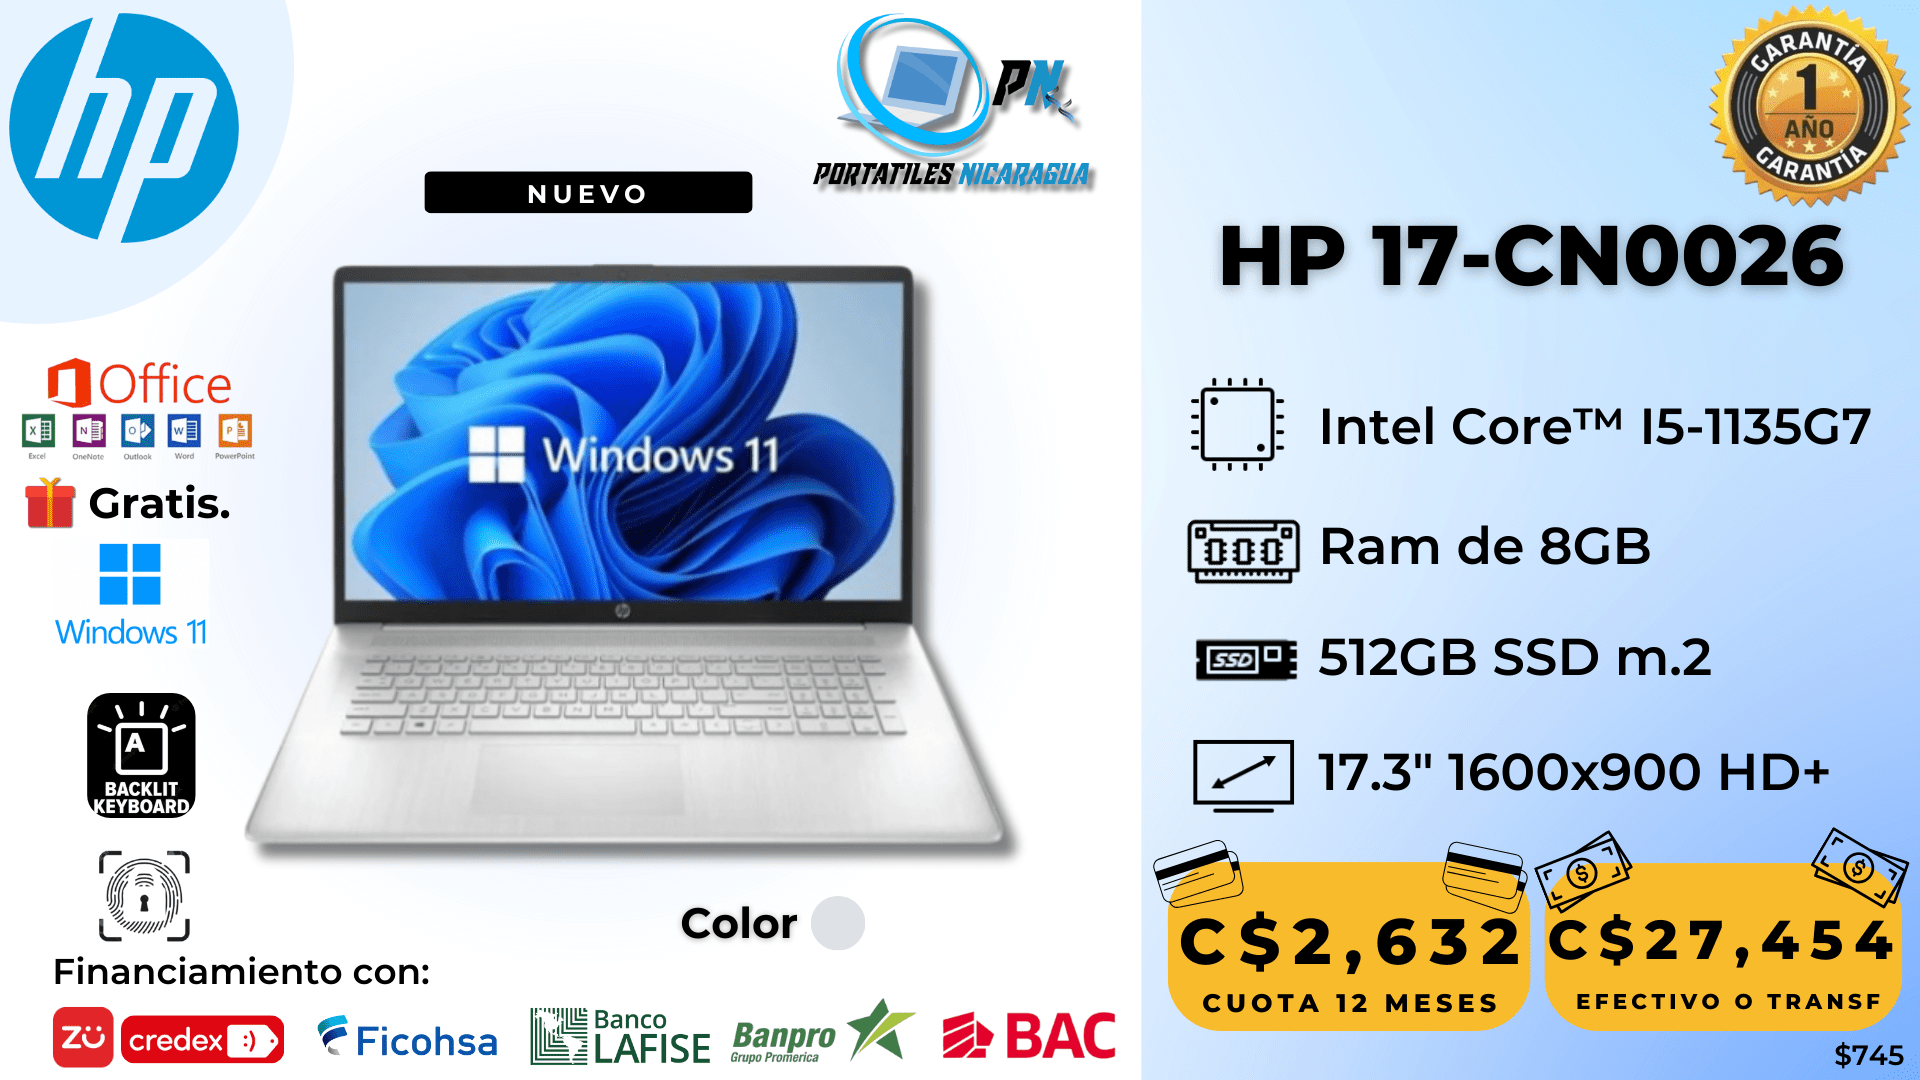 hp
PN
PORTATILES NICARAGUA
NUEVO
GARANTÍA
1
AÑO
GARANTÍA
HP 17-CN0026
Office
Excel
OneNote
Outlook
Word
PowerPoint
Gratis.
Windows 11
Windows 11
A
BACKLIT
KEYBOARD
Intel Core™ I5-1135G7
Ram de 8GB
SSD
512GB SSD m.2
17.3" 1600x900 HD+
Color
Financiamiento con:
zū
credex :)
Ficohsa
Banco
LAFISE
Banpro
Grupo Promerica
BAC
C$2,632
CUOTA 12 MESES
C$27,454
EFECTIVO O TRANSF
$745